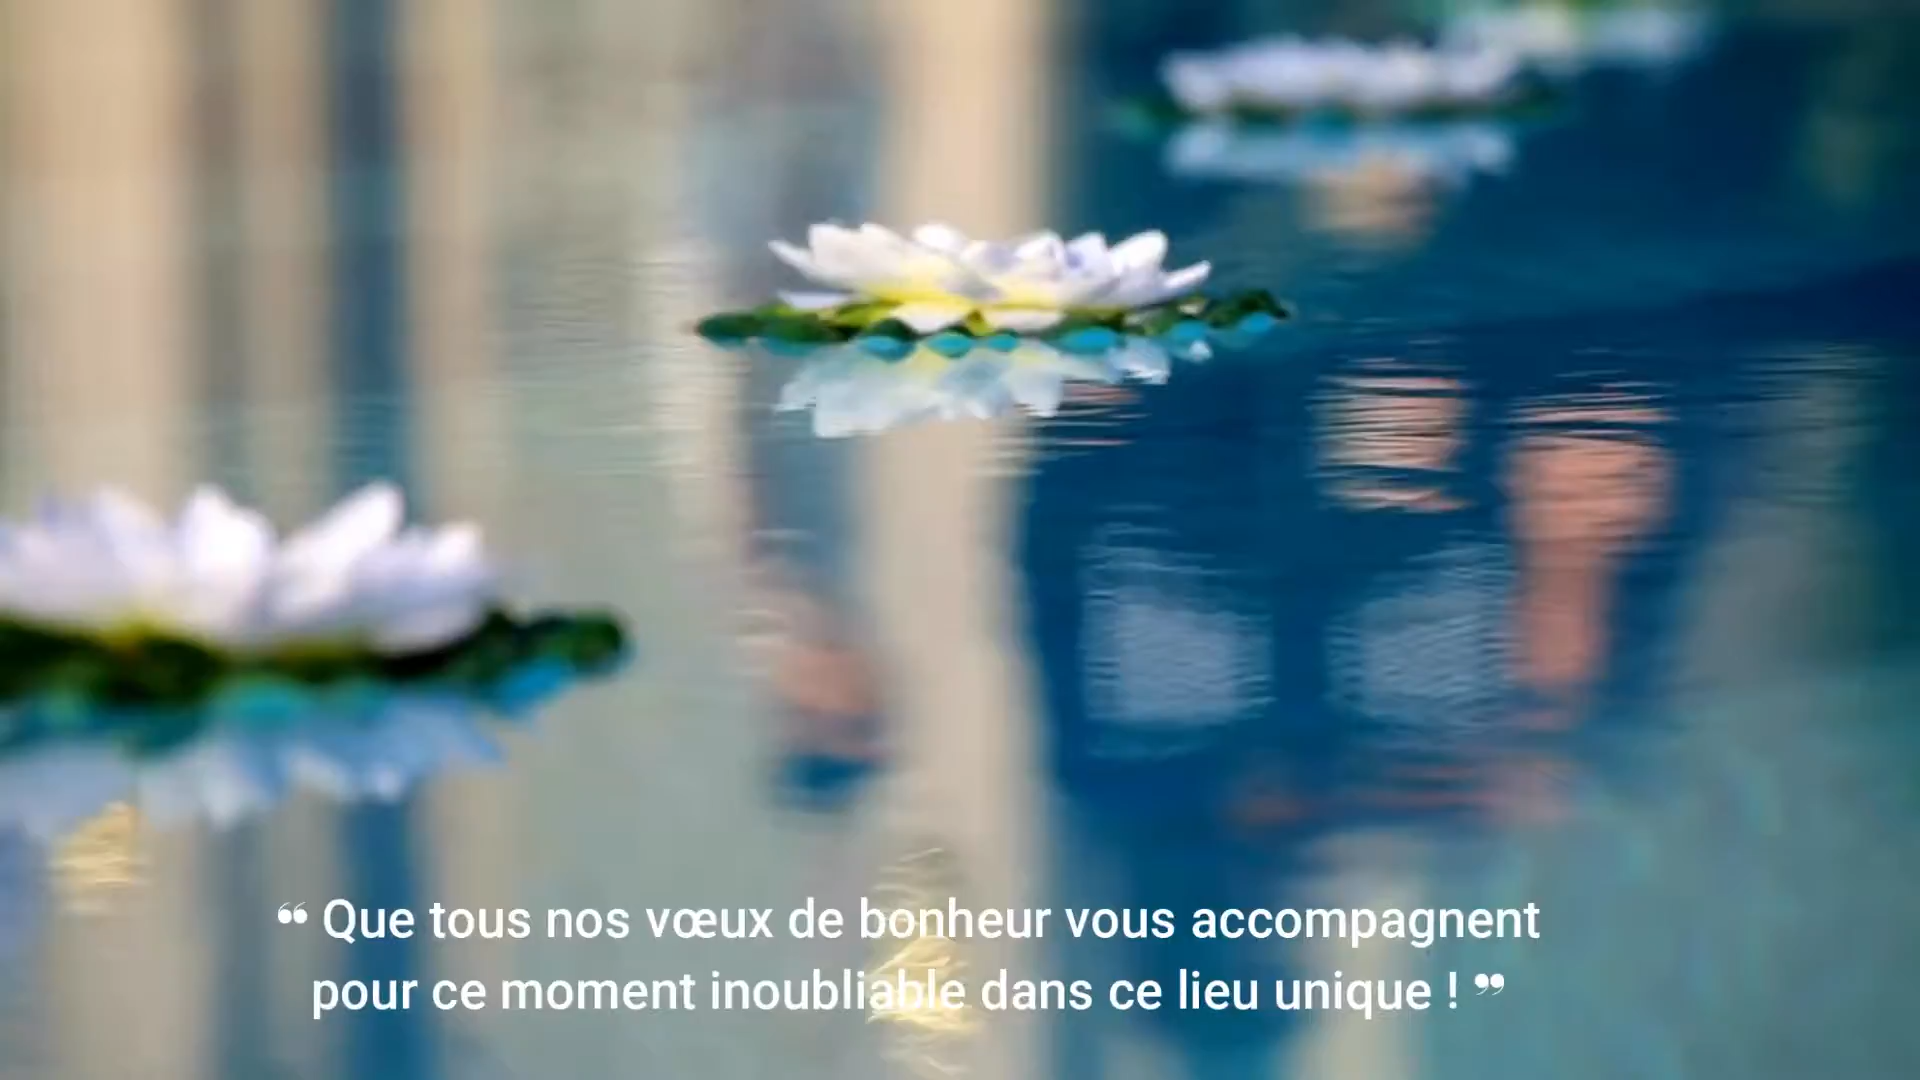 ❝ Que tous nos vœux de bonheur vous accompagnent
pour ce moment inoubliable dans ce lieu unique ! ❞